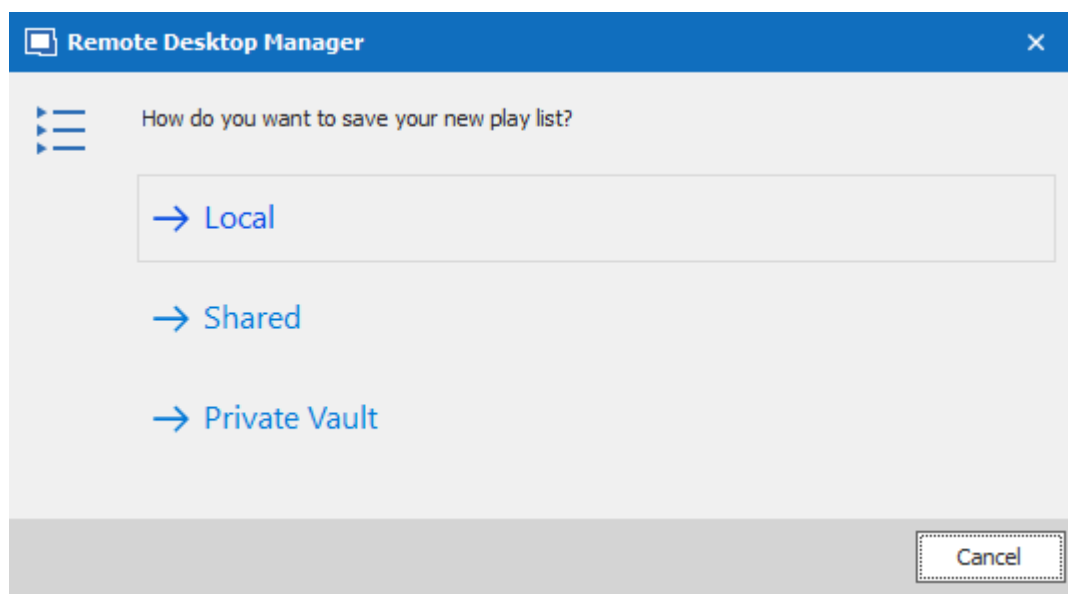 Remote Desktop Manager
How do you want to save your new play list?
Local
Shared
Private Vault
Cancel